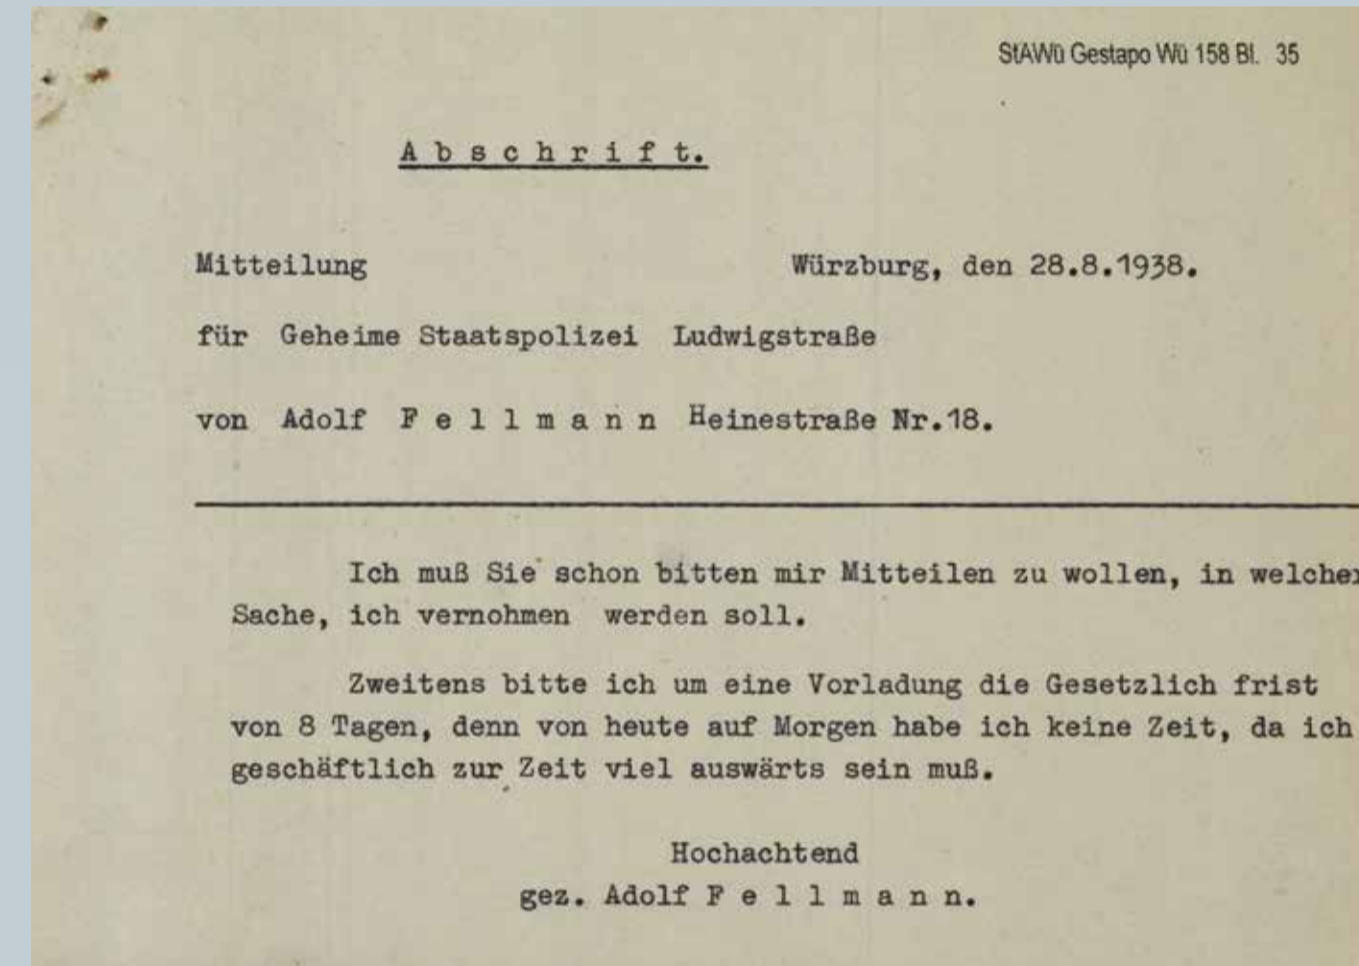 StAWü Gestapo Wü 158 Bl. 35
Abschrift.
Mitteilung Würzburg, den 28.8.1938.
für Geheime Staatspolizei Ludwigstraße
von Adolf Fellmann Heinestraße Nr.18.
Ich muß Sie schon bitten mir Mitteilen zu wollen, in welcher
Sache, ich vernohmen werden soll.
Zweitens bitte ich um eine Vorladung die Gesetzlich frist
von 8 Tagen, denn von heute auf Morgen habe ich keine Zeit, da ich
geschäftlich zur Zeit viel auswärts sein muß.
Hochachtend
gez. Adolf Fellmann.